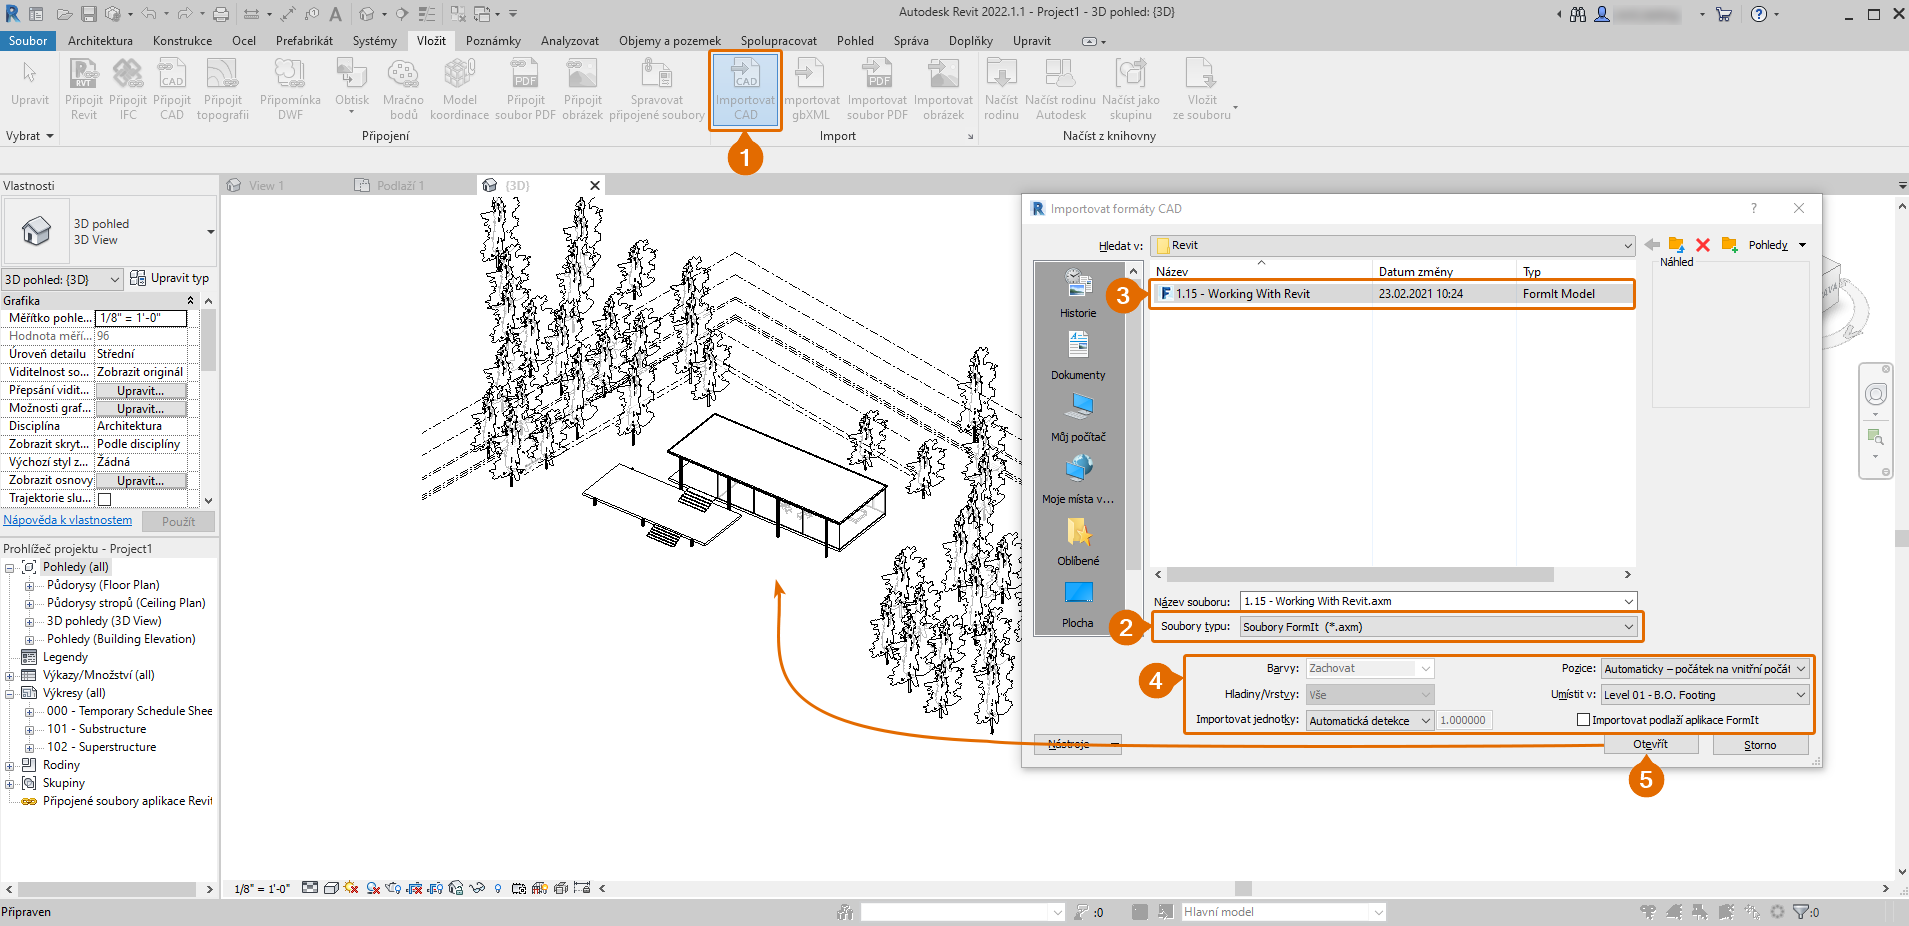 Autodesk Revit 2022.1.1 - Project1 - 3D pohled: {3D}
Soubor Architektura Konstrukce Ocel Prefabrikát Systémy Vložit Poznámky Analyzovat Objemy a pozemek Spolupracovat Pohled Správa Doplňky Upravit
Upravit
Připojit Revit
Připojit IFC
Připojit CAD
Připojit topografii
Připomínka DWF
Obtisk
Mračno bodů
Model koordinace
Připojit soubor PDF
Připojit obrázek
Spravovat připojené soubory
Importovat CAD
mportovat gbXML
Importovat soubor PDF
Importovat obrázek
Načíst rodinu
Načíst rodinu Autodesk
Načíst jako skupinu
Vložit ze souboru
Vybrat Připojení Import Načíst z knihovny
1
Vlastnosti
View 1 Podlaží 1 {3D}
3D pohled
3D View
3D pohled: {3D} Upravit typ
Grafika
Měřítko pohle... 1/8" = 1'-0"
Hodnota měří... 96
Úroveň detailu Střední
Viditelnost so... Zobrazit originál
Přepsání vidit... Upravit...
Možnosti graf... Upravit...
Disciplína Architektura
Zobrazit skryt... Podle disciplíny
Výchozí styl z... Žádná
Zobrazit osnovy Upravit...
Trajektorie slu...
Nápověda k vlastnostem Použít
Prohlížeč projektu - Project1
Pohledy (all)
Půdorysy (Floor Plan)
Půdorysy stropů (Ceiling Plan)
3D pohledy (3D View)
Pohledy (Building Elevation)
Legendy
Výkazy/Množství (all)
Výkresy (all)
000 - Temporary Schedule Shee
101 - Substructure
102 - Superstructure
Rodiny
Skupiny
Připojené soubory aplikace Revit
Importovat formáty CAD ?
Hledat v: Revit Pohledy
Náhled
Název Datum změny Typ
3 1.15 - Working With Revit 23.02.2021 10:24 FormIt Model
Historie
Dokumenty
Můj počítač
Moje místa v...
Oblíbené
Plocha
Název souboru: 1.15 - Working With Revit.axm
2 Soubory typu: Soubory FormIt (*.axm)
4
Barvy: Zachovat Pozice: Automaticky – počátek na vnitřní počát
Hladiny/Vrstvy: Vše Umístit v: Level 01 - B.O. Footing
Importovat jednotky: Automatická detekce 1.000000 Importovat podlaží aplikace FormIt
Nástroje Otevřít Storno
5
1/8" = 1'-0"
Připraven :0 Hlavní model :0